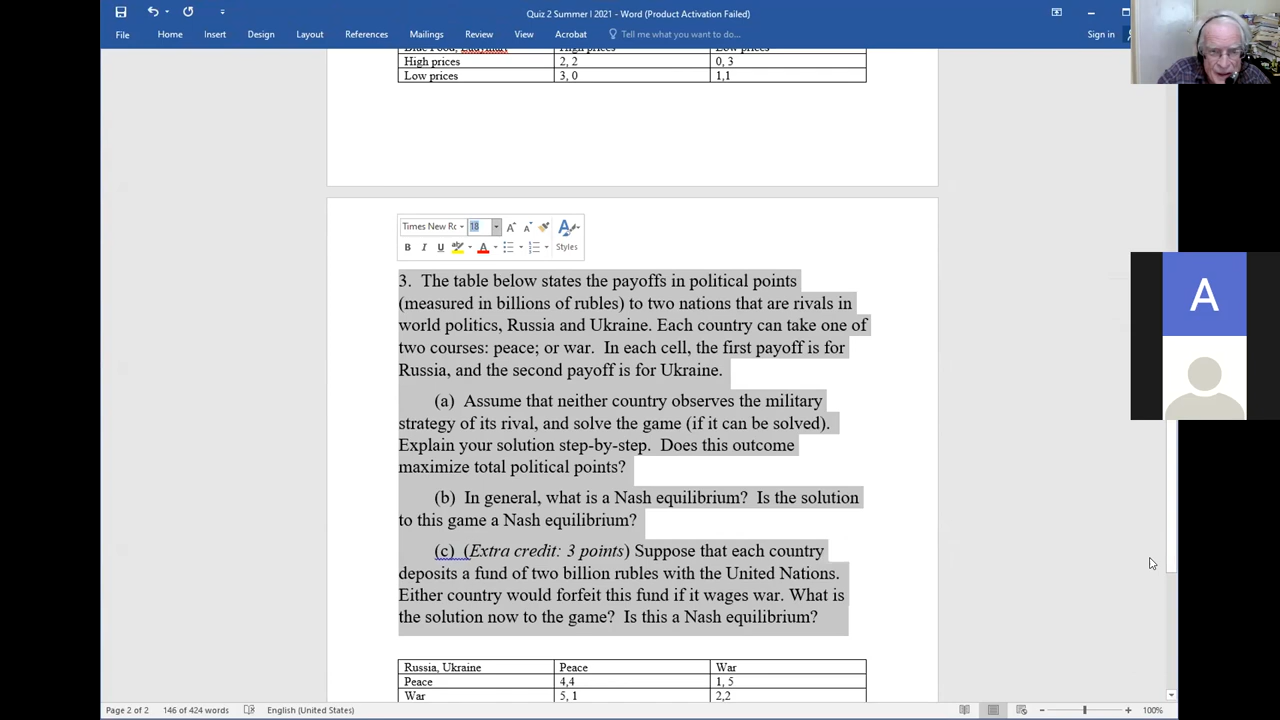 Quiz 2 Summer I 2021 - Word (Product Activation Failed)
File Home Insert Design Layout References Mailings Review View Acrobat Tell me what you want to do... Sign in
High prices 2, 2 0, 3
Low prices 3, 0 1,1
Times New Ro 18
B I U A Styles
3. The table below states the payoffs in political points
(measured in billions of rubles) to two nations that are rivals in
world politics, Russia and Ukraine. Each country can take one of
two courses: peace; or war. In each cell, the first payoff is for
Russia, and the second payoff is for Ukraine.
(a) Assume that neither country observes the military
strategy of its rival, and solve the game (if it can be solved).
Explain your solution step-by-step. Does this outcome
maximize total political points?
(b) In general, what is a Nash equilibrium? Is the solution
to this game a Nash equilibrium?
(c) (Extra credit: 3 points) Suppose that each country
deposits a fund of two billion rubles with the United Nations.
Either country would forfeit this fund if it wages war. What is
the solution now to the game? Is this a Nash equilibrium?
Russia, Ukraine Peace War
Peace 4,4 1, 5
War 5, 1 2,2
A
Page 2 of 2 146 of 424 words English (United States) 100%